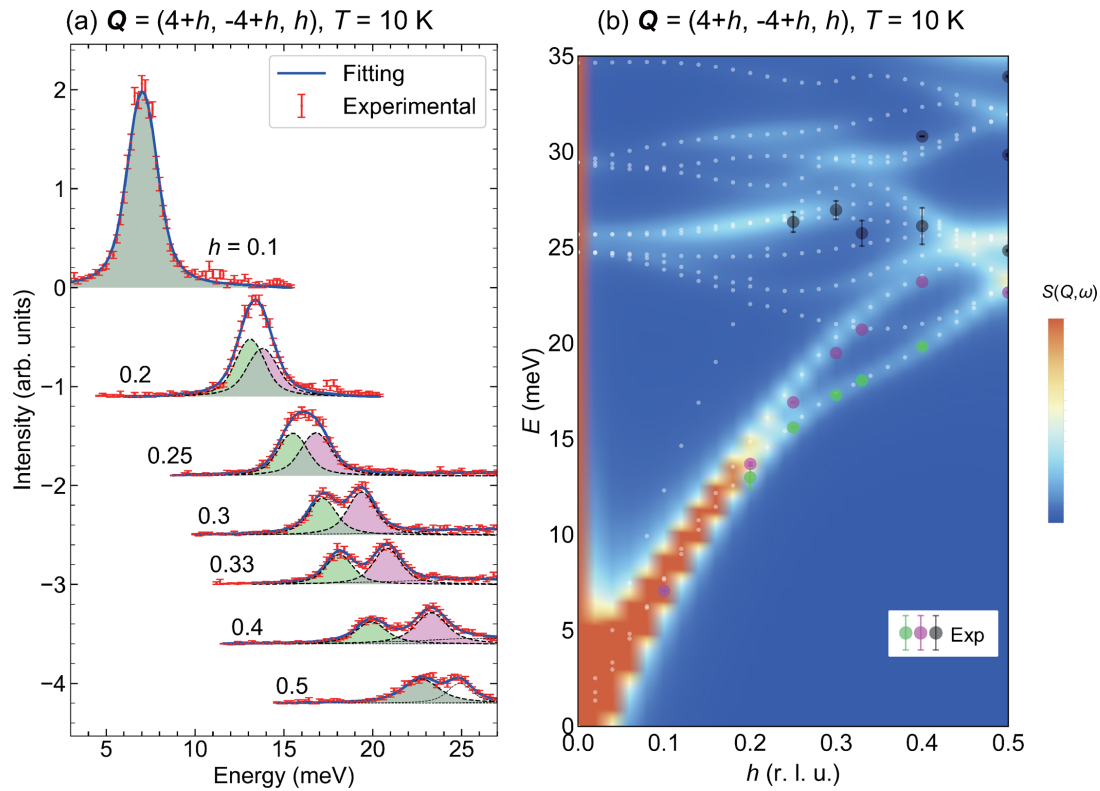 (a) Q = (4+h, -4+h, h), T = 10 K
(b) Q = (4+h, -4+h, h), T = 10 K
Fitting
Experimental
h = 0.1
0.2
0.25
0.3
0.33
0.4
0.5
2
1
0
−1
−2
−3
−4
Intensity (arb. units)
5 10 15 20 25
Energy (meV)
35
30
25
20
15
10
5
0
E (meV)
0.0 0.1 0.2 0.3 0.4 0.5
h (r. l. u.)
Exp
S(Q,ω)